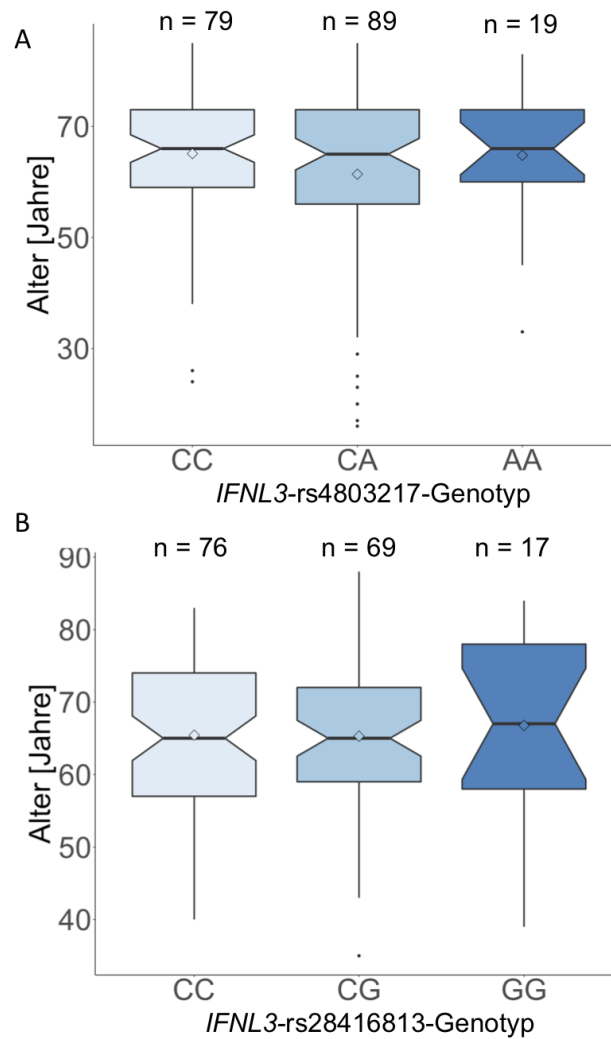 A
n = 79 n = 89 n = 19
70
50
30
Alter [Jahre]
CC CA AA
IFNL3-rs4803217-Genotyp
B
n = 76 n = 69 n = 17
90
80
70
60
50
40
Alter [Jahre]
CC CG GG
IFNL3-rs28416813-Genotyp